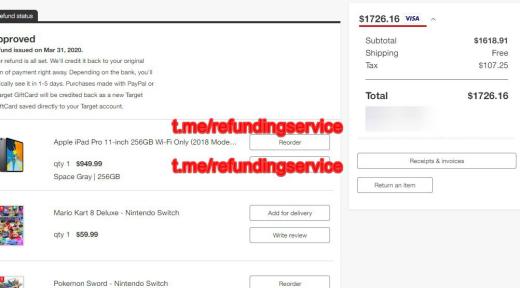 efund status
pproved
fund issued on Mar 31, 2020.
r refund is all set. We'll credit it back to your original
n of payment right away. Depending on the bank, you'll
ically see it in 1-5 days. Purchases made with PayPal or
arget GiftCard will be credited back as a new Target
iftCard saved directly to your Target account.
$1726.16 VISA
Subtotal $1618.91
Shipping Free
Tax $107.25
Total $1726.16
Receipts & invoices
Return an item
t.me/refundingservice
Apple iPad Pro 11-inch 256GB Wi-Fi Only (2018 Mode...
Reorder
t.me/refundingservice
qty 1 $949.99
Space Gray | 256GB
Mario Kart 8 Deluxe - Nintendo Switch
Add for delivery
qty 1 $59.99
Write review
Pokemon Sword - Nintendo Switch
Reorder